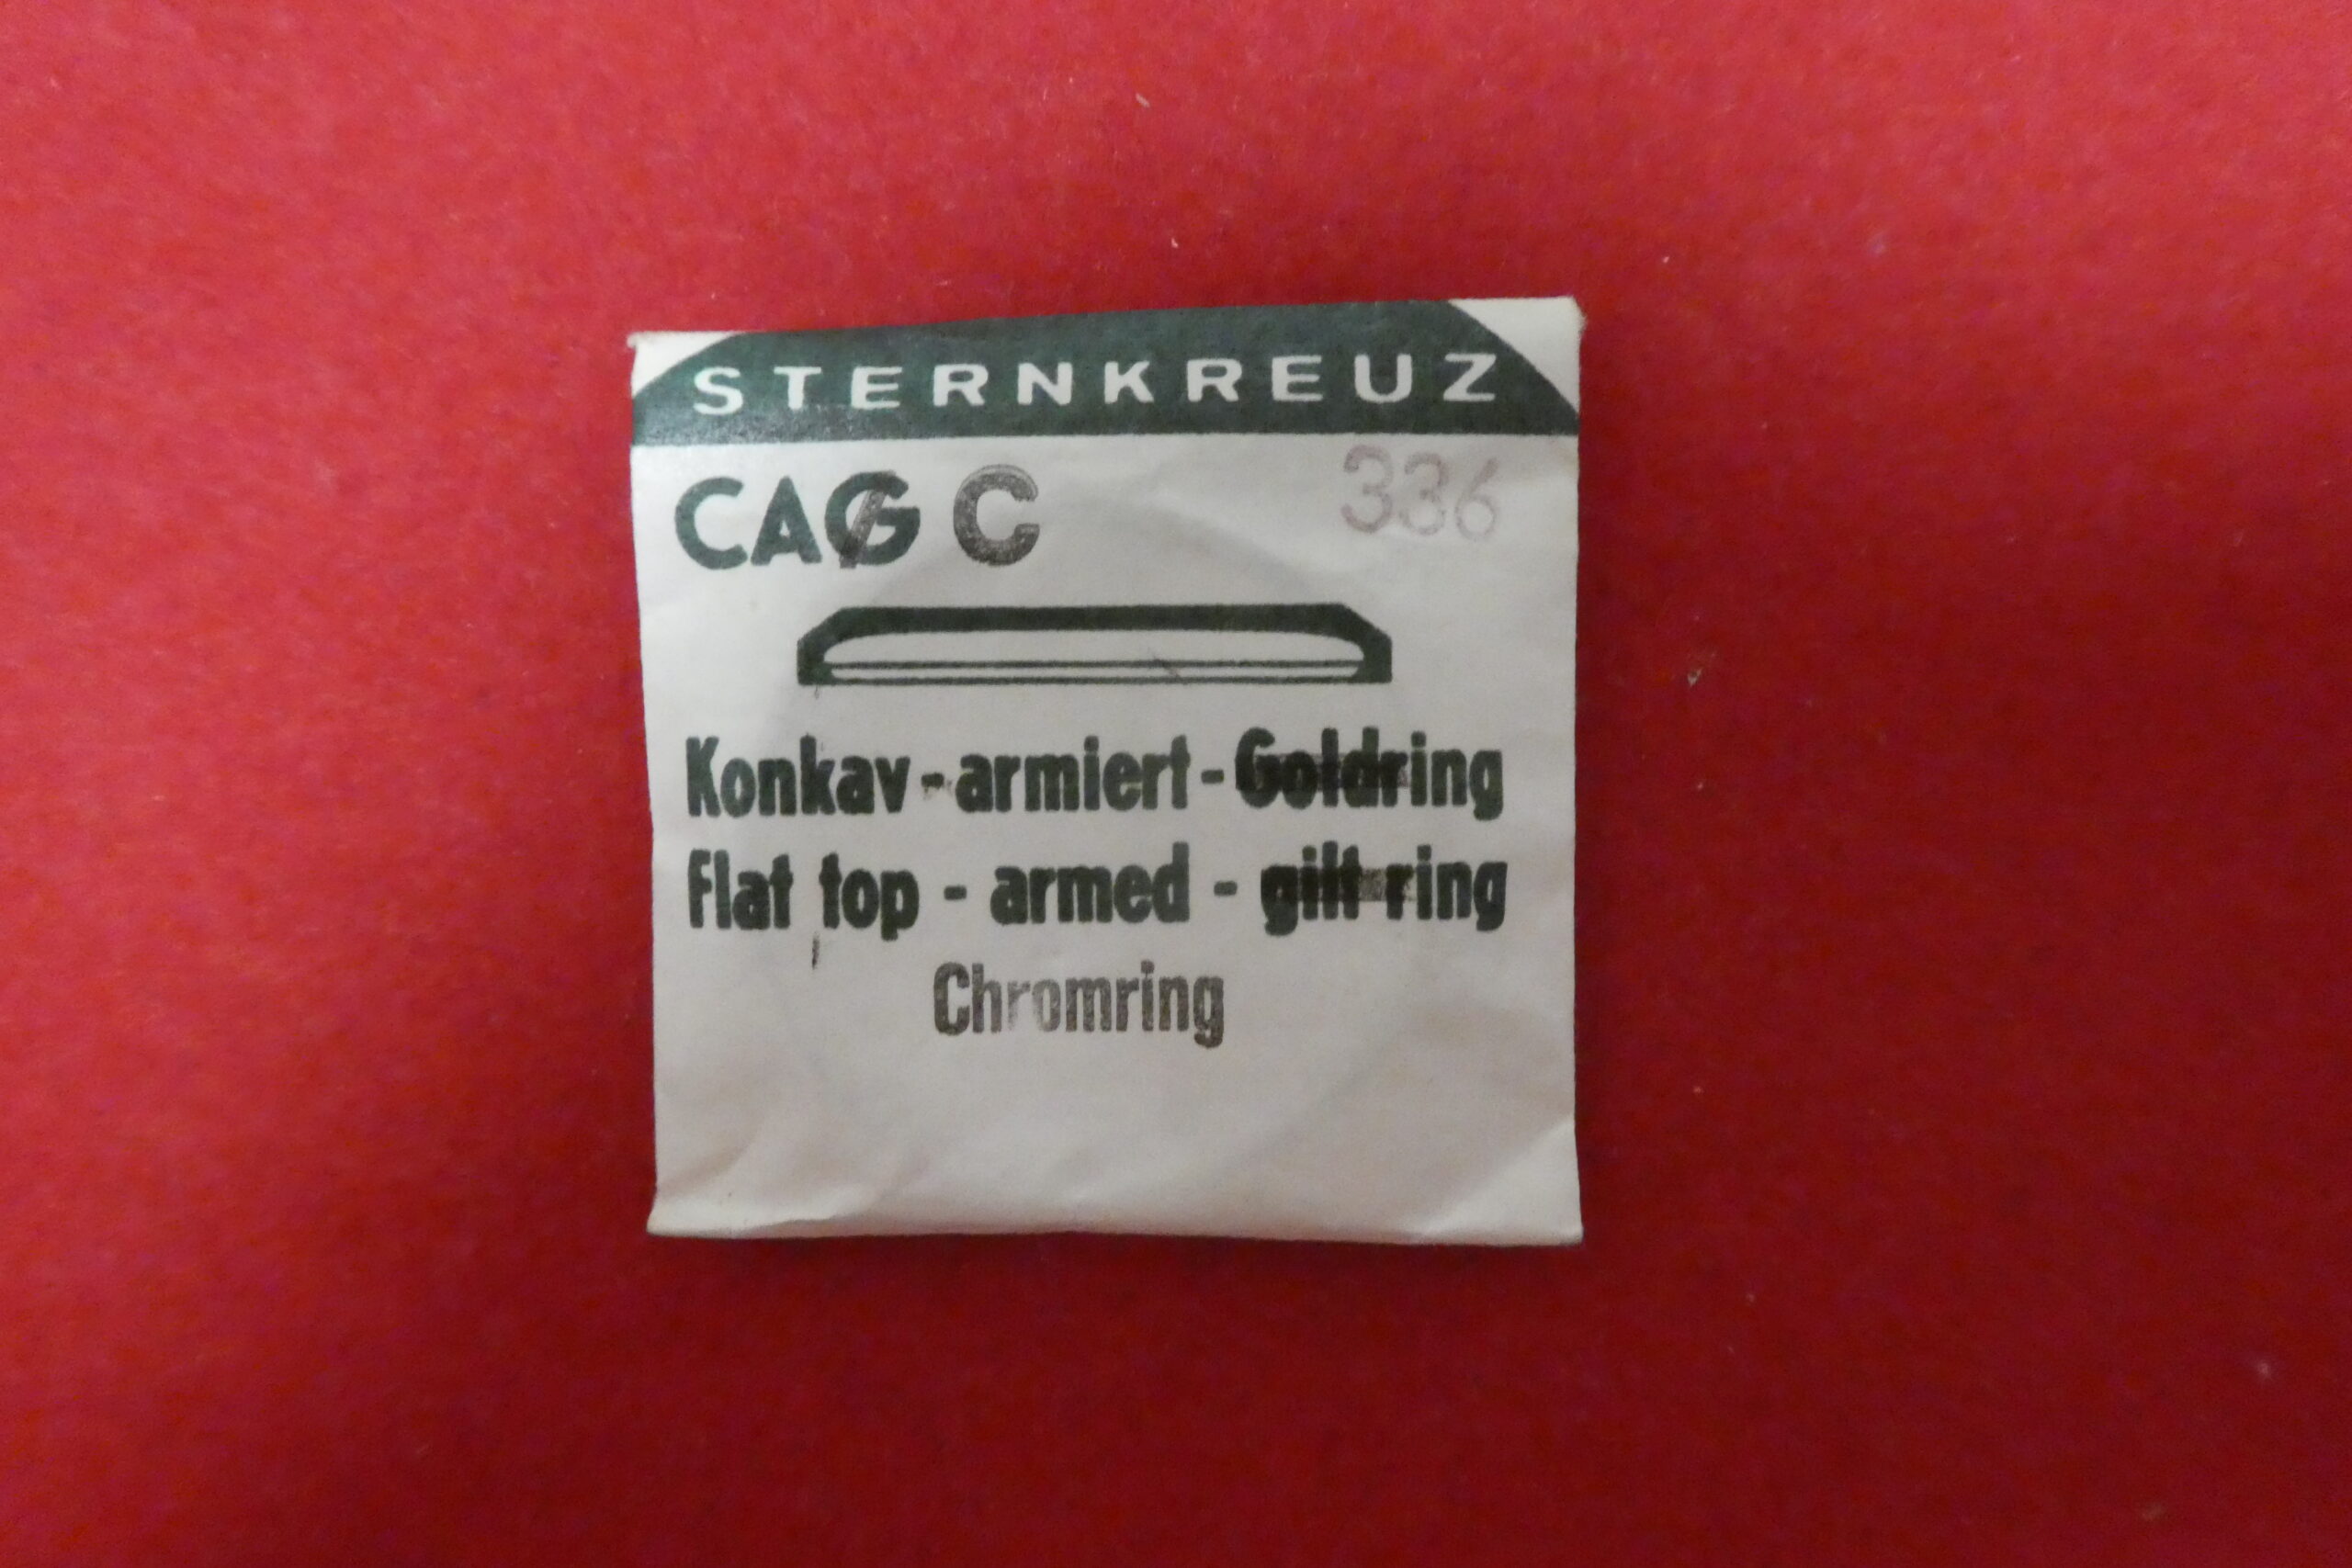 STERNKREUZ
CAG C 336
Konkav-armiert-Goldring
Flat top - armed - gilt ring
Chromring